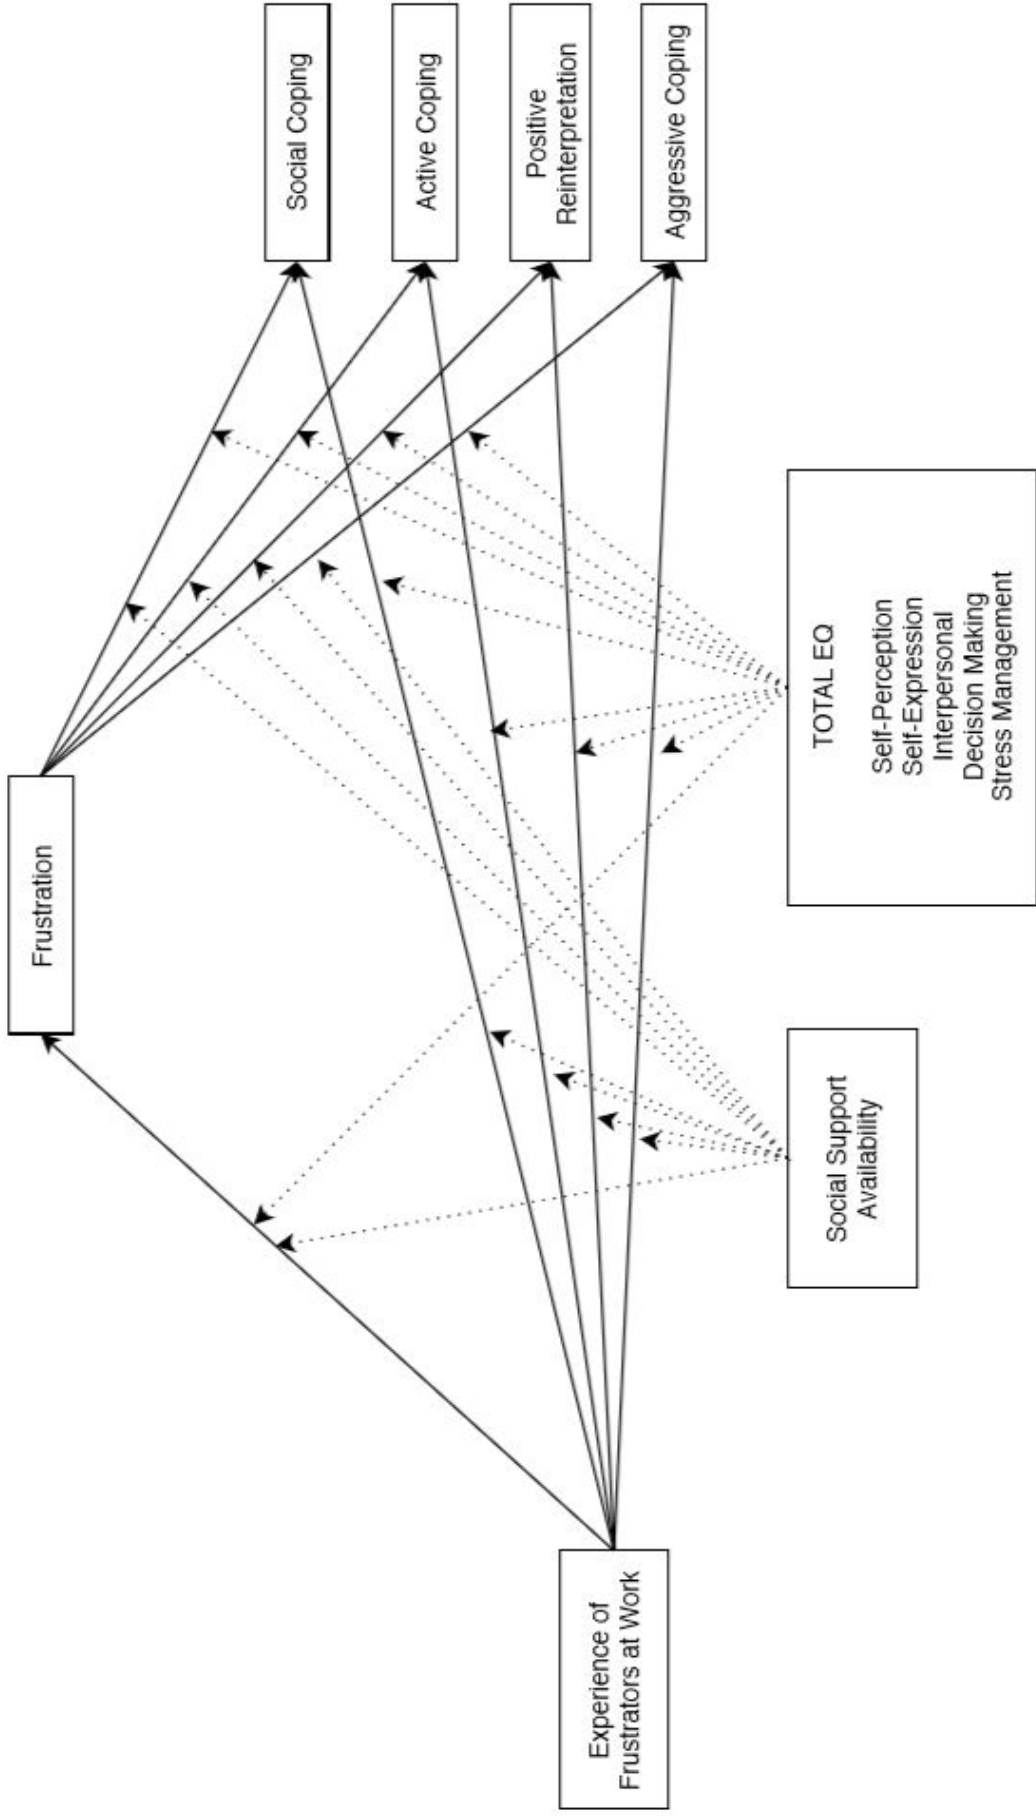 Frustration
Social Coping
Active Coping
Positive
Reinterpretation
Aggressive Coping
Experience of
Frustrators at Work
Social Support
Availability
TOTAL EQ
Self-Perception
Self-Expression
Interpersonal
Decision Making
Stress Management